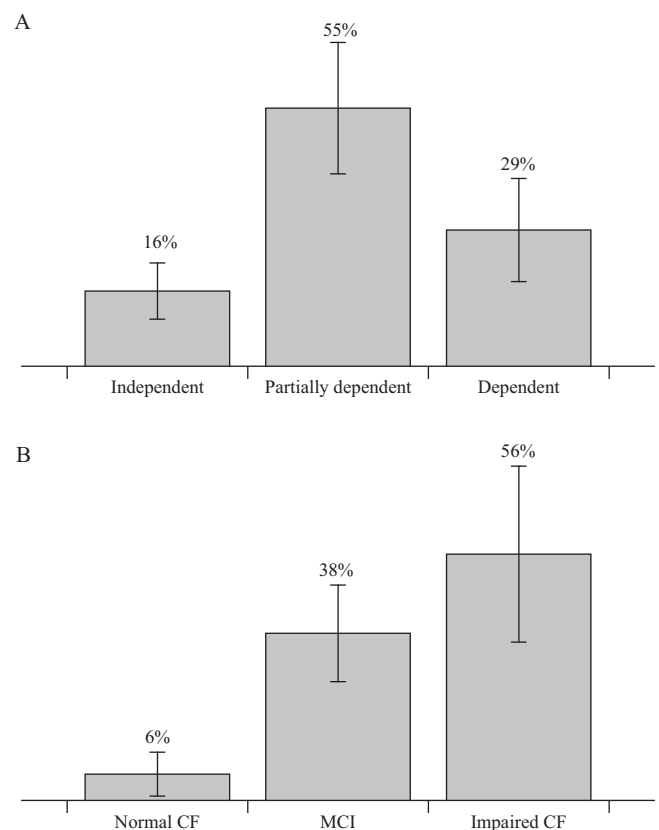 A
55%
29%
16%
Independent Partially dependent Dependent
B
56%
38%
6%
Normal CF MCI Impaired CF